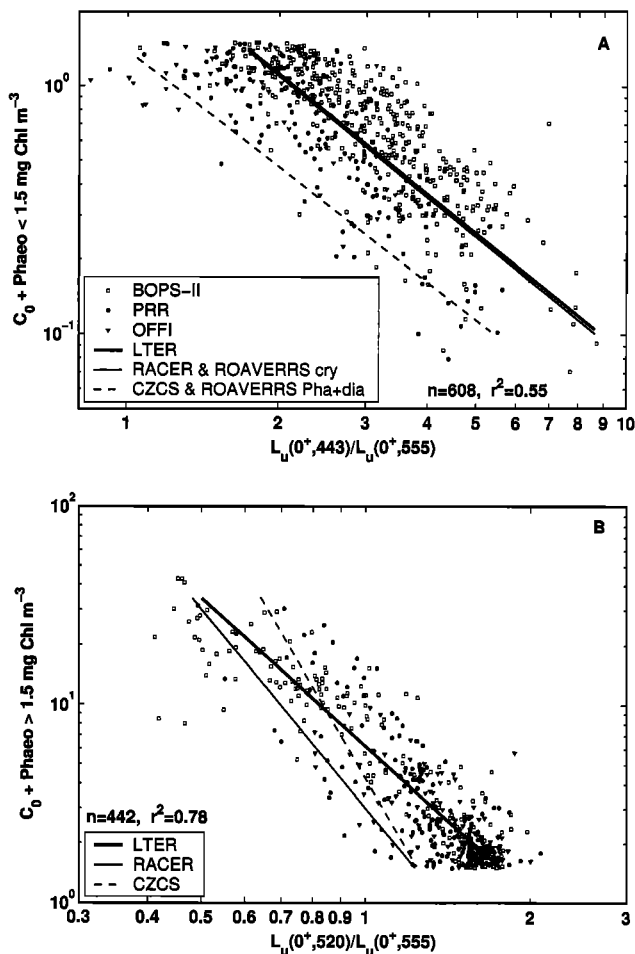 A
C₀ + Phaeo < 1.5 mg Chl m⁻³
10⁰
10⁻¹
BOPS-II
PRR
OFFI
LTER
RACER & ROAVERRS cry
CZCS & ROAVERRS Pha+dia
n=608, r²=0.55
1 2 3 4 5 6 7 8 9 10
Lᵤ(0⁺,443)/Lᵤ(0⁺,555)
B
C₀ + Phaeo > 1.5 mg Chl m⁻³
10²
10¹
10⁰
n=442, r²=0.78
LTER
RACER
CZCS
0.3 0.4 0.5 0.6 0.7 0.8 0.9 1 2 3
Lᵤ(0⁺,520)/Lᵤ(0⁺,555)